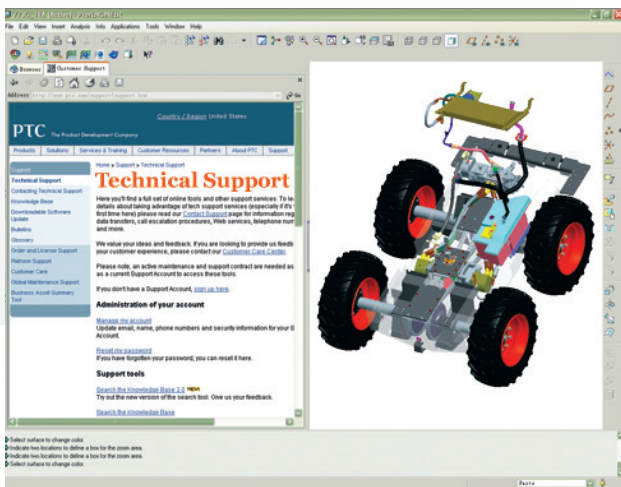 File Edit View Insert Analysis Info Applications Tools Window Help
Browser Customer Support
Address http://www.ptc.com/support/support.htm Go
Country / Region United States
PTC The Product Development Company
Products Solutions Services & Training Customer Resources Partners About PTC Support
Support
Technical Support
Contacting Technical Support
Knowledge Base
Downloadable Software
Update
Bulletins
Glossary
Order and License Support
Platform Support
Customer Care
Global Maintenance Support
Business Asset Summary
Tool
Home Support Technical Support
Technical Support
Here you'll find a full set of online tools and other support services. To le
details about taking advantage of tech support services (especially if it's
first time here) please read our Contact Support page for information reg
data transfers, call escalation procedures, Web services, telephone num
and more.
We value your ideas and feedback. If you are looking to provide us feedb
your customer experience, please contact our Customer Care Center.
Please note, an active maintenance and support contract are needed as
as a current Support Account to access these tools.
If you don't have a Support Account, sign up here.
Administration of your account
Manage my account
Update email, name, phone numbers and security information for your S
Account.
Reset my password
If you have forgotten your password, you can reset it here.
Support tools
Search the Knowledge Base 2.0 NEW
Try out the new version of the search tool. Give us your feedback.
Search the Knowledge Base
Select surface to change color.
Indicate two locations to define a box for the zoom area.
Indicate two locations to define a box for the zoom area.
Select surface to change color.
Parts